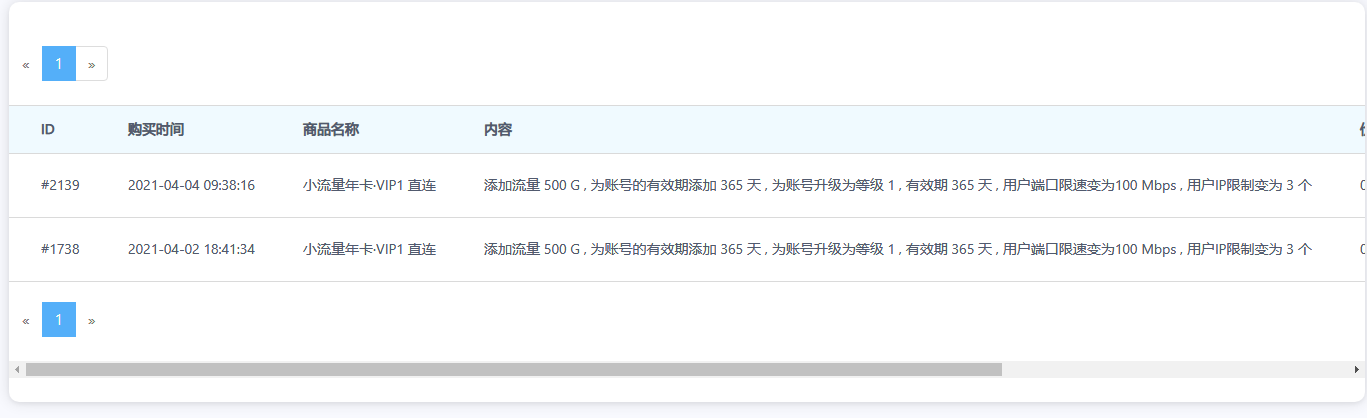 « 1 »
ID 购买时间 商品名称 内容
#2139 2021-04-04 09:38:16 小流量年卡·VIP1 直连 添加流量 500 G , 为账号的有效期添加 365 天 , 为账号升级为等级 1 , 有效期 365 天 , 用户端口限速变为100 Mbps , 用户IP限制变为 3 个
#1738 2021-04-02 18:41:34 小流量年卡·VIP1 直连 添加流量 500 G , 为账号的有效期添加 365 天 , 为账号升级为等级 1 , 有效期 365 天 , 用户端口限速变为100 Mbps , 用户IP限制变为 3 个
« 1 »